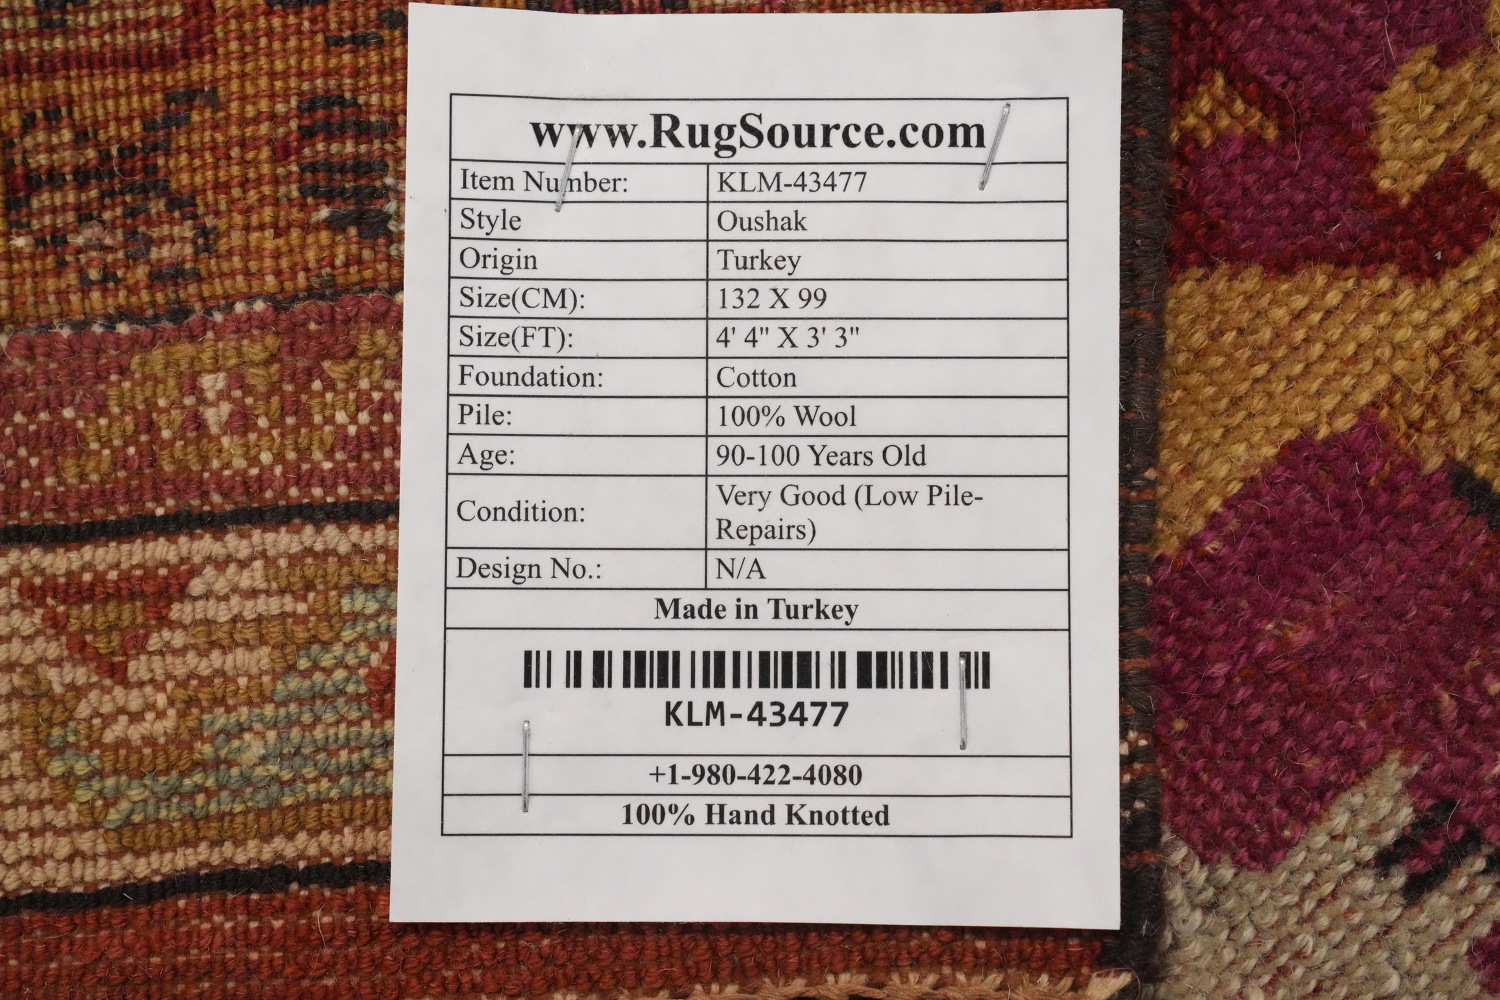 www.RugSource.com
Item Number: KLM-43477
Style Oushak
Origin Turkey
Size(CM): 132 X 99
Size(FT): 4' 4" X 3' 3"
Foundation: Cotton
Pile: 100% Wool
Age: 90-100 Years Old
Condition: Very Good (Low Pile-
Repairs)
Design No.: N/A
Made in Turkey
KLM-43477
+1-980-422-4080
100% Hand Knotted